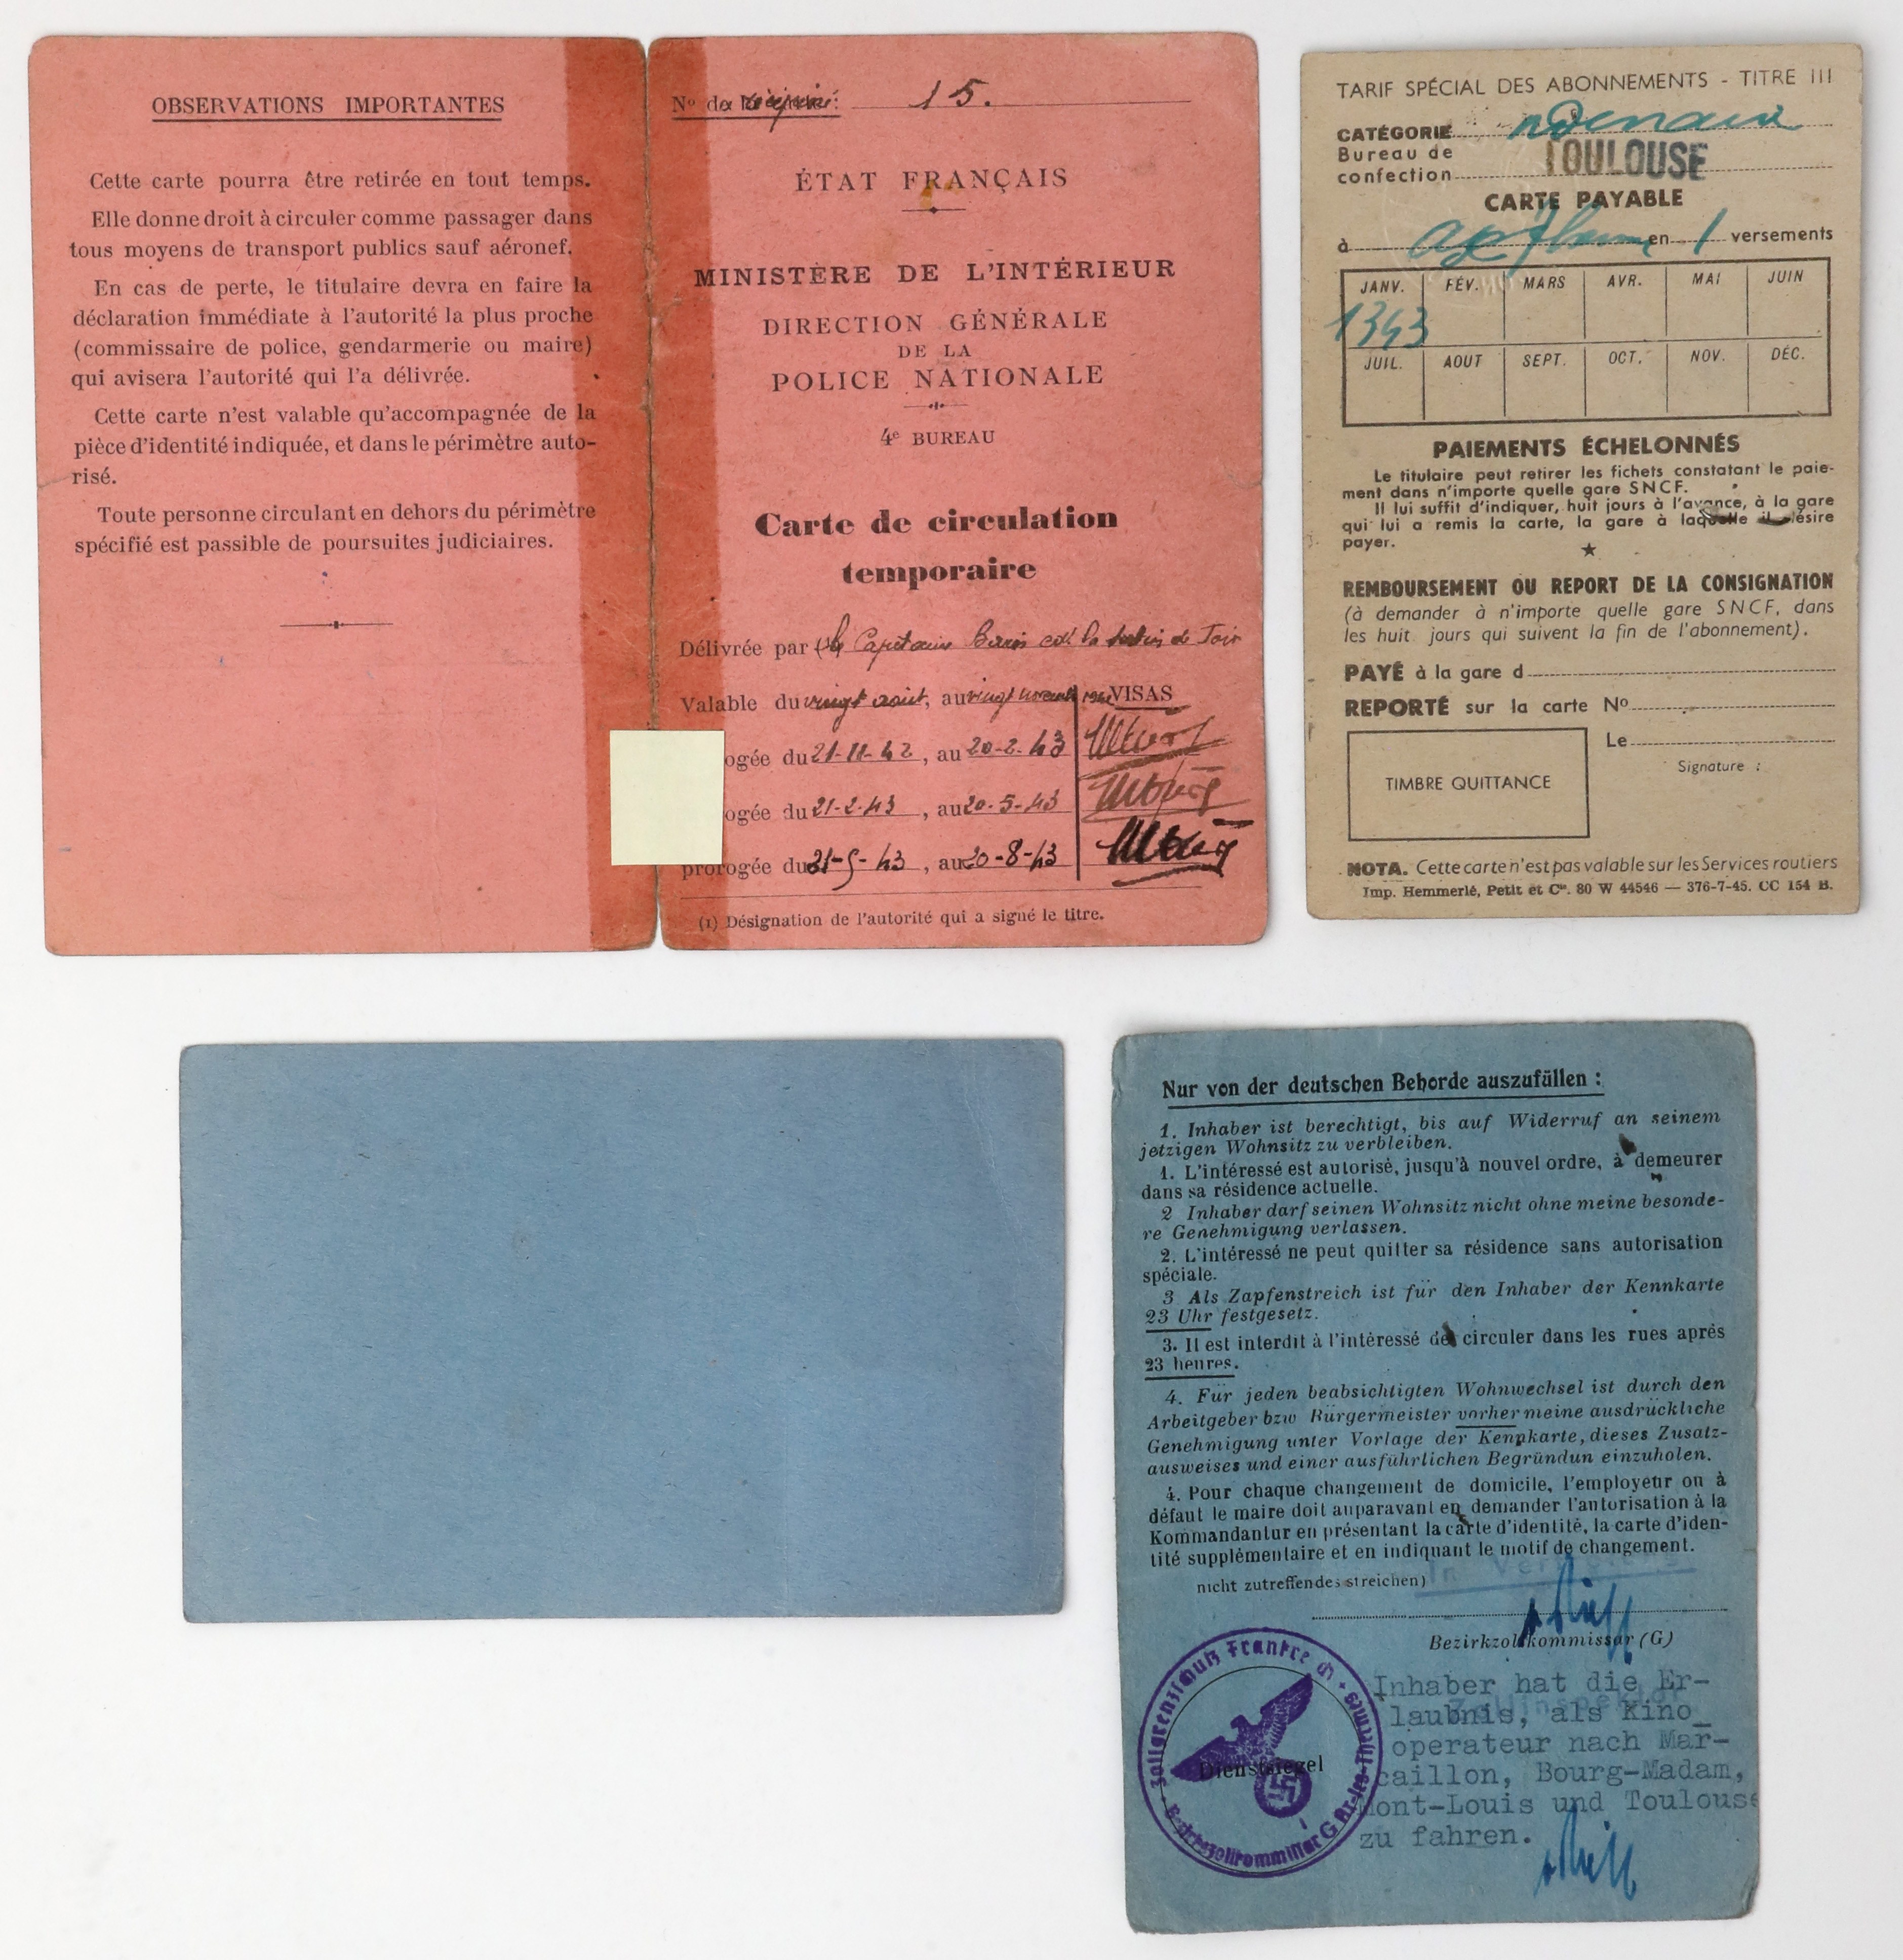 OBSERVATIONS IMPORTANTES
Cette carte pourra être retirée en tout temps.
Elle donne droit à circuler comme passager dans
tous moyens de transport publics sauf aéronef.
En cas de perte, le titulaire devra en faire la
déclaration immédiate à l'autorité la plus proche
(commissaire de police, gendarmerie ou maire)
qui avisera l'autorité qui l'a délivrée.
Cette carte n'est valable qu'accompagnée de la
pièce d'identité indiquée, et dans le périmètre auto-
risé.
Toute personne circulant en dehors du périmètre
spécifié est passible de poursuites judiciaires.
No 15.
ÉTAT FRANÇAIS
MINISTÈRE DE L'INTÉRIEUR
DIRECTION GÉNÉRALE
DE LA
POLICE NATIONALE
4e BUREAU
Carte de circulation
temporaire
Délivrée par le Capitaine
Valable du vingt août, au vingt VISAS
ogée du 21-11-42, au 20-2-43
ogée du 21-2-43, au 20-5-43
prorogée du 21-5-43, au 20-8-43
(1) Désignation de l'autorité qui a signé le titre.
TARIF SPÉCIAL DES ABONNEMENTS - TITRE III
CATÉGORIE
Bureau de
confection TOULOUSE
CARTE PAYABLE
à en 1 versements
JANV. FÉV. MARS AVR. MAI JUIN
1343
JUIL. AOUT SEPT. OCT. NOV. DÉC.
PAIEMENTS ÉCHELONNÉS
Le titulaire peut retirer les fichets constatant le paie-
ment dans n'importe quelle gare SNCF.
Il lui suffit d'indiquer, huit jours à l'avance, à la gare
qui lui a remis la carte, la gare à laquelle il désire
payer.
REMBOURSEMENT OU REPORT DE LA CONSIGNATION
(à demander à n'importe quelle gare SNCF, dans
les huit jours qui suivent la fin de l'abonnement).
PAYÉ à la gare d
REPORTÉ sur la carte No
Le
Signature :
TIMBRE QUITTANCE
NOTA. Cette carte n'est pas valable sur les Services routiers
Imp. Hemmerlé, Petit et Cie. 80 W 44546 — 376-7-45. CC 154 B.
Nur von der deutschen Behorde auszufüllen :
1. Inhaber ist berechtigt, bis auf Widerruf an seinem
jetzigen Wohnsitz zu verbleiben.
1. L'intéressé est autorisé, jusqu'à nouvel ordre, à demeurer
dans sa résidence actuelle.
2 Inhaber darf seinen Wohnsitz nicht ohne meine besonde-
re Genehmigung verlassen.
2. L'intéressé ne peut quitter sa résidence sans autorisation
spéciale.
3 Als Zapfenstreich ist für den Inhaber der Kennkarte
23 Uhr festgesetz.
3. Il est interdit à l'intéressé de circuler dans les rues après
23 heures.
4. Für jeden beabsichtigten Wohnwechsel ist durch den
Arbeitgeber bzw Bürgermeister vorher meine ausdrückliche
Genehmigung unter Vorlage der Kennkarte, dieses Zusatz-
ausweises und einer ausführlichen Begründun einzuholen.
4. Pour chaque changement de domicile, l'employeur ou à
défaut le maire doit auparavant en demander l'autorisation à la
Kommandantur en présentant la carte d'identité, la carte d'iden-
tité supplémentaire et en indiquant le motif de changement.
nicht zutreffendes streichen)
Bezirkzollkommissar (G)
Zollinspektor
Inhaber hat die Er-
laubnis, als Kino
operateur nach Mar-
caillon, Bourg-Madam,
Mont-Louis und Toulouse
zu fahren.
Dienstsiegel
Zollgrenzschutz Frankreich
Bezirkszollkommissar G Ar-les-Thermes